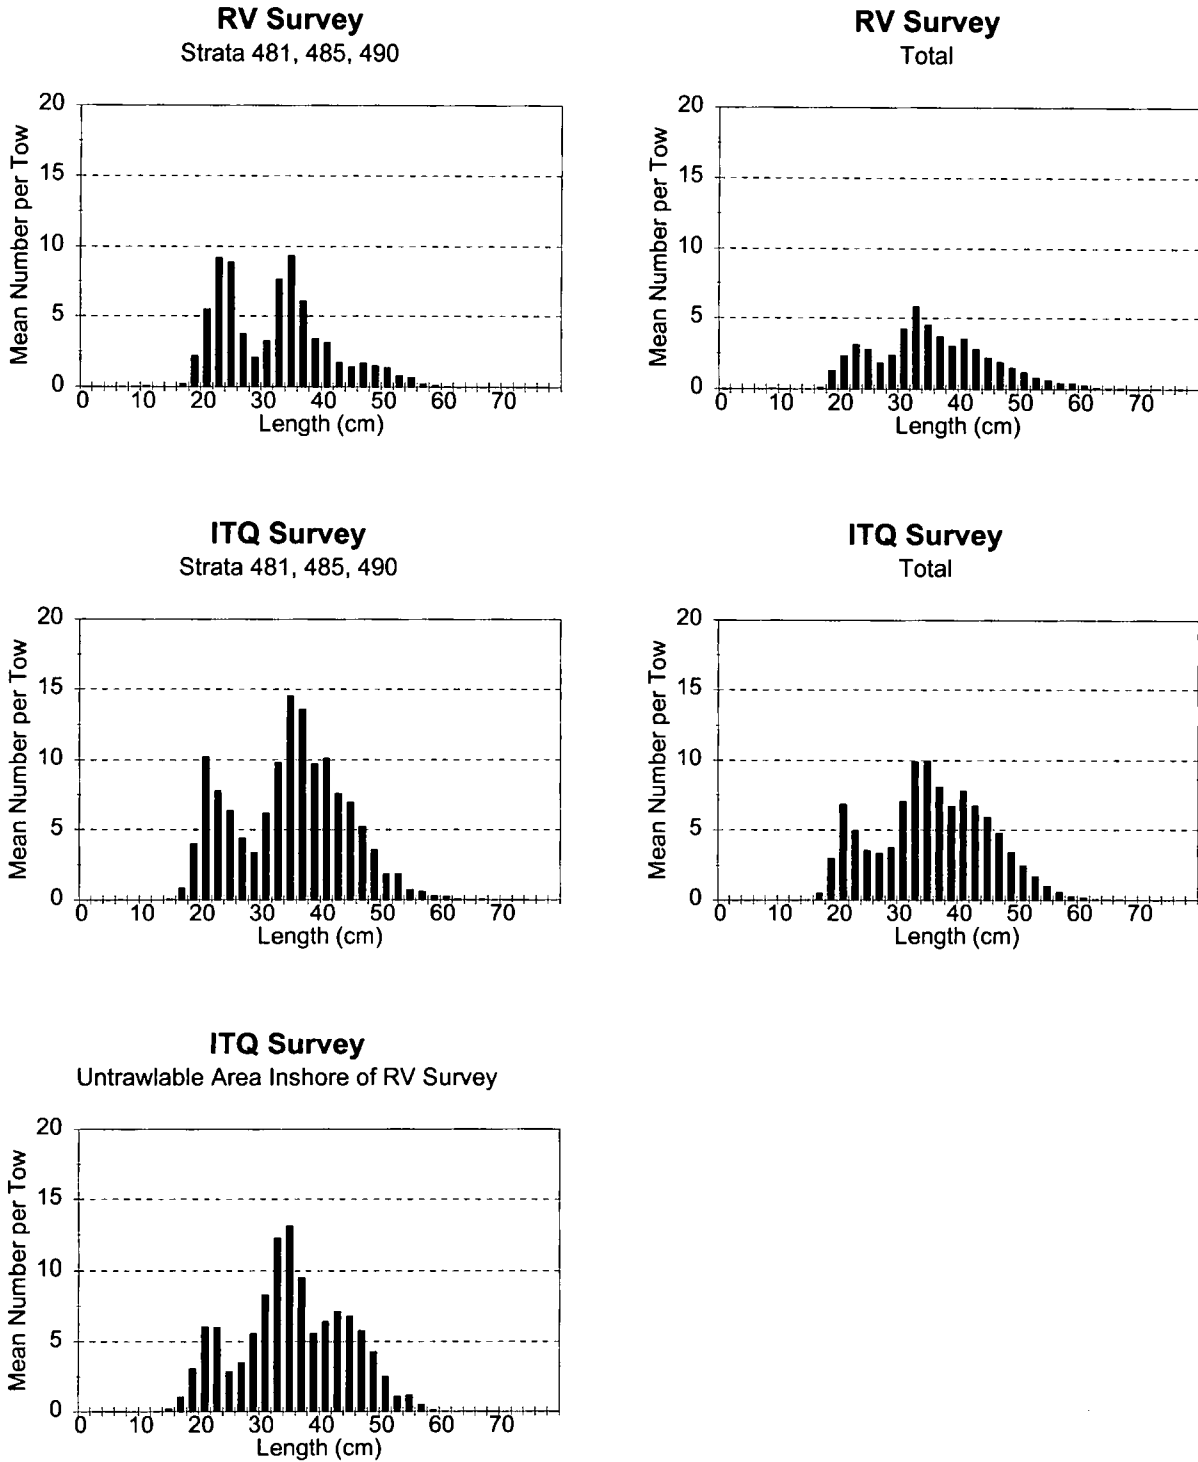 RV Survey
Strata 481, 485, 490
20
15
10
5
0
Mean Number per Tow
0 10 20 30 40 50 60 70
Length (cm)
RV Survey
Total
20
15
10
5
0
Mean Number per Tow
0 10 20 30 40 50 60 70
Length (cm)
ITQ Survey
Strata 481, 485, 490
20
15
10
5
0
Mean Number per Tow
0 10 20 30 40 50 60 70
Length (cm)
ITQ Survey
Total
20
15
10
5
0
Mean Number per Tow
0 10 20 30 40 50 60 70
Length (cm)
ITQ Survey
Untrawlable Area Inshore of RV Survey
20
15
10
5
0
Mean Number per Tow
0 10 20 30 40 50 60 70
Length (cm)